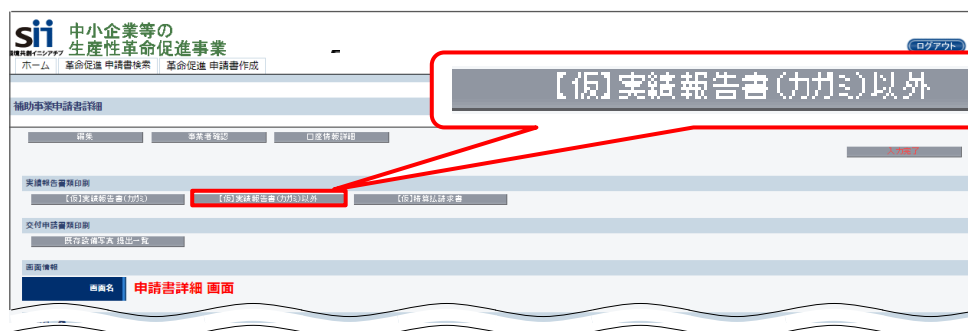 sii 中小企業等の
環境共創イニシアチブ 生産性革命促進事業
ログアウト
ホーム 革命促進 申請書検索 革命促進 申請書作成
【仮】実績報告書(カガミ)以外
補助事業申請書詳細
編集 事業者確認 口座情報詳細
入力完了
実績報告書類印刷
【仮】実績報告書(カガミ) 【仮】実績報告書(カガミ)以外 【仮】精算払請求書
交付申請書類印刷
既存設備写真 提出一覧
画面情報
画面名 申請書詳細 画面